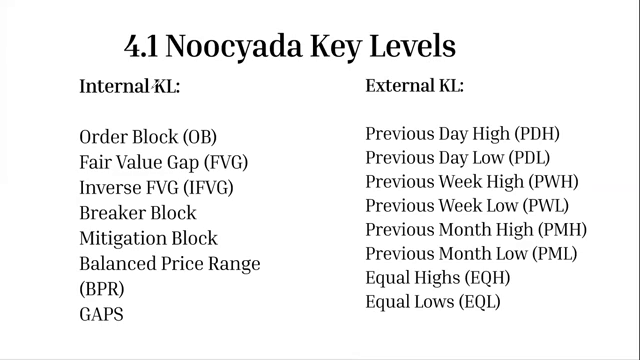 4.1 Noocyada Key Levels
Internal KL:
Order Block (OB)
Fair Value Gap (FVG)
Inverse FVG (IFVG)
Breaker Block
Mitigation Block
Balanced Price Range
(BPR)
GAPS
External KL:
Previous Day High (PDH)
Previous Day Low (PDL)
Previous Week High (PWH)
Previous Week Low (PWL)
Previous Month High (PMH)
Previous Month Low (PML)
Equal Highs (EQH)
Equal Lows (EQL)